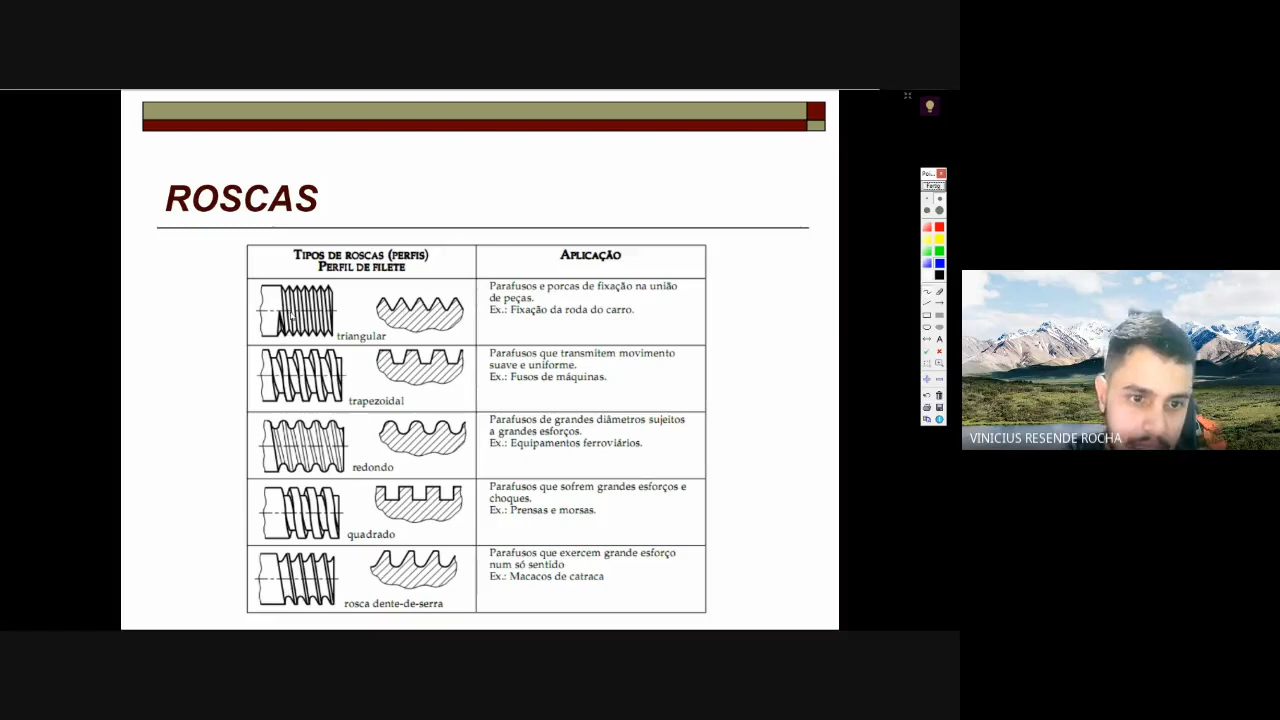 ROSCAS
TIPOS DE ROSCAS (PERFIS)
PERFIL DE FILETE
APLICAÇÃO
triangular
Parafusos e porcas de fixação na união
de peças.
Ex.: Fixação da roda do carro.
trapezoidal
Parafusos que transmitem movimento
suave e uniforme.
Ex.: Fusos de máquinas.
redondo
Parafusos de grandes diâmetros sujeitos
a grandes esforços.
Ex.: Equipamentos ferroviários.
quadrado
Parafusos que sofrem grandes esforços e
choques.
Ex.: Prensas e morsas.
rosca dente-de-serra
Parafusos que exercem grande esforço
num só sentido
Ex.: Macacos de catraca
Poi...
Fertig
A
VINICIUS RESENDE ROCHA